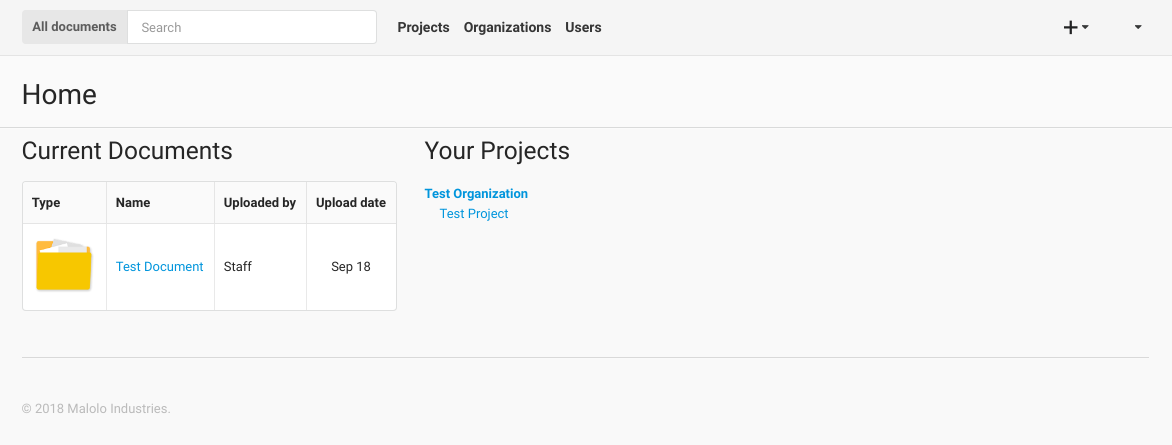 All documents Search Projects Organizations Users
Home
Current Documents
Type Name Uploaded by Upload date
Test Document Staff Sep 18
Your Projects
Test Organization
Test Project
© 2018 Malolo Industries.